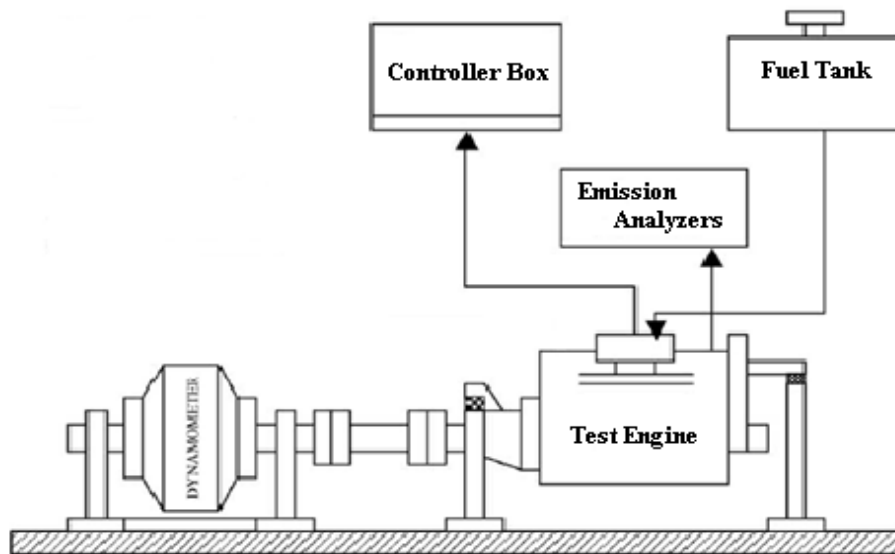 Controller Box
Fuel Tank
Emission
Analyzers
Test Engine
DYNAMOMETER